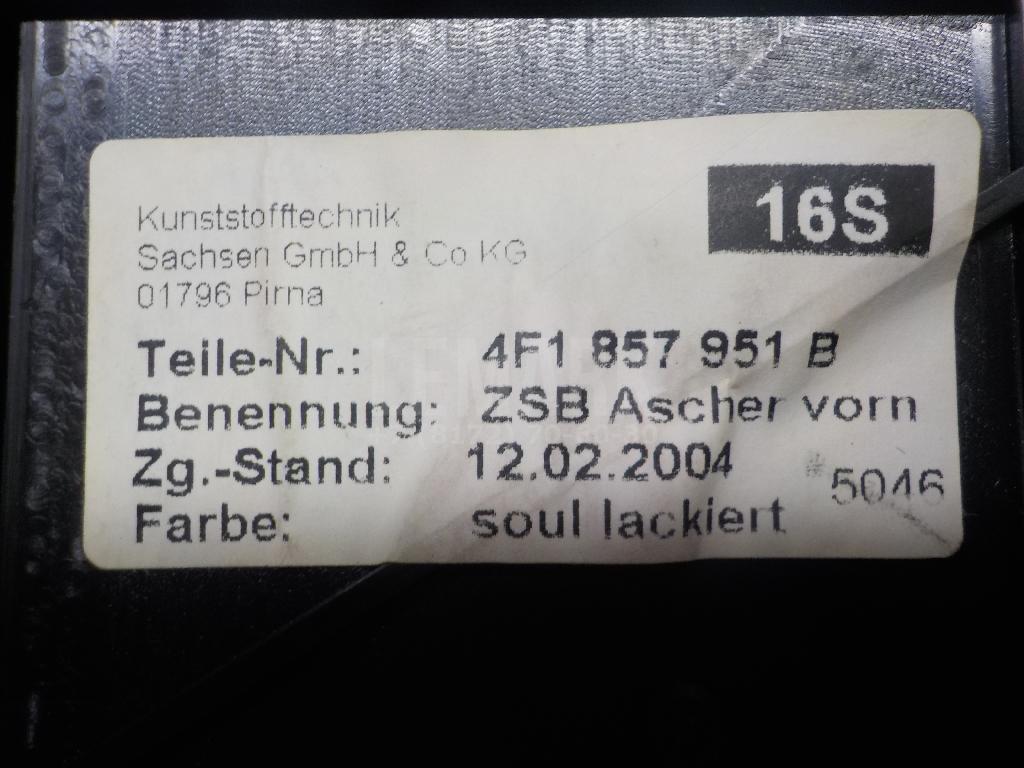 Kunststofftechnik
Sachsen GmbH & Co KG
01796 Pirna
16S
Teile-Nr.: 4F1 857 951 B
Benennung: ZSB Ascher vorn
Zg.-Stand: 12.02.2004
#5046
Farbe: soul lackiert